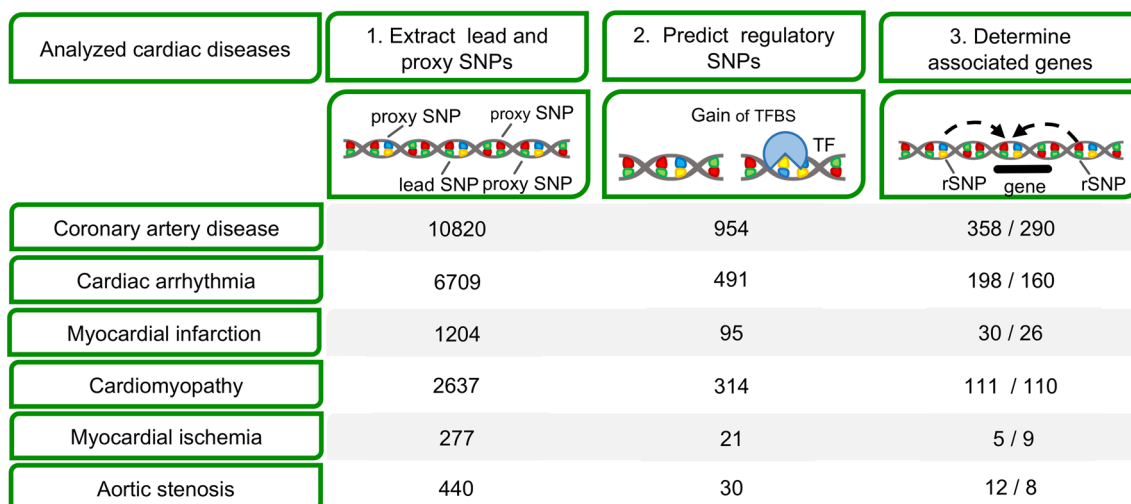 Analyzed cardiac diseases
1. Extract lead and
proxy SNPs
2. Predict regulatory
SNPs
3. Determine
associated genes
proxy SNP
proxy SNP
lead SNP
proxy SNP
Gain of TFBS
TF
rSNP
gene
rSNP
Coronary artery disease 10820 954 358 / 290
Cardiac arrhythmia 6709 491 198 / 160
Myocardial infarction 1204 95 30 / 26
Cardiomyopathy 2637 314 111 / 110
Myocardial ischemia 277 21 5 / 9
Aortic stenosis 440 30 12 / 8